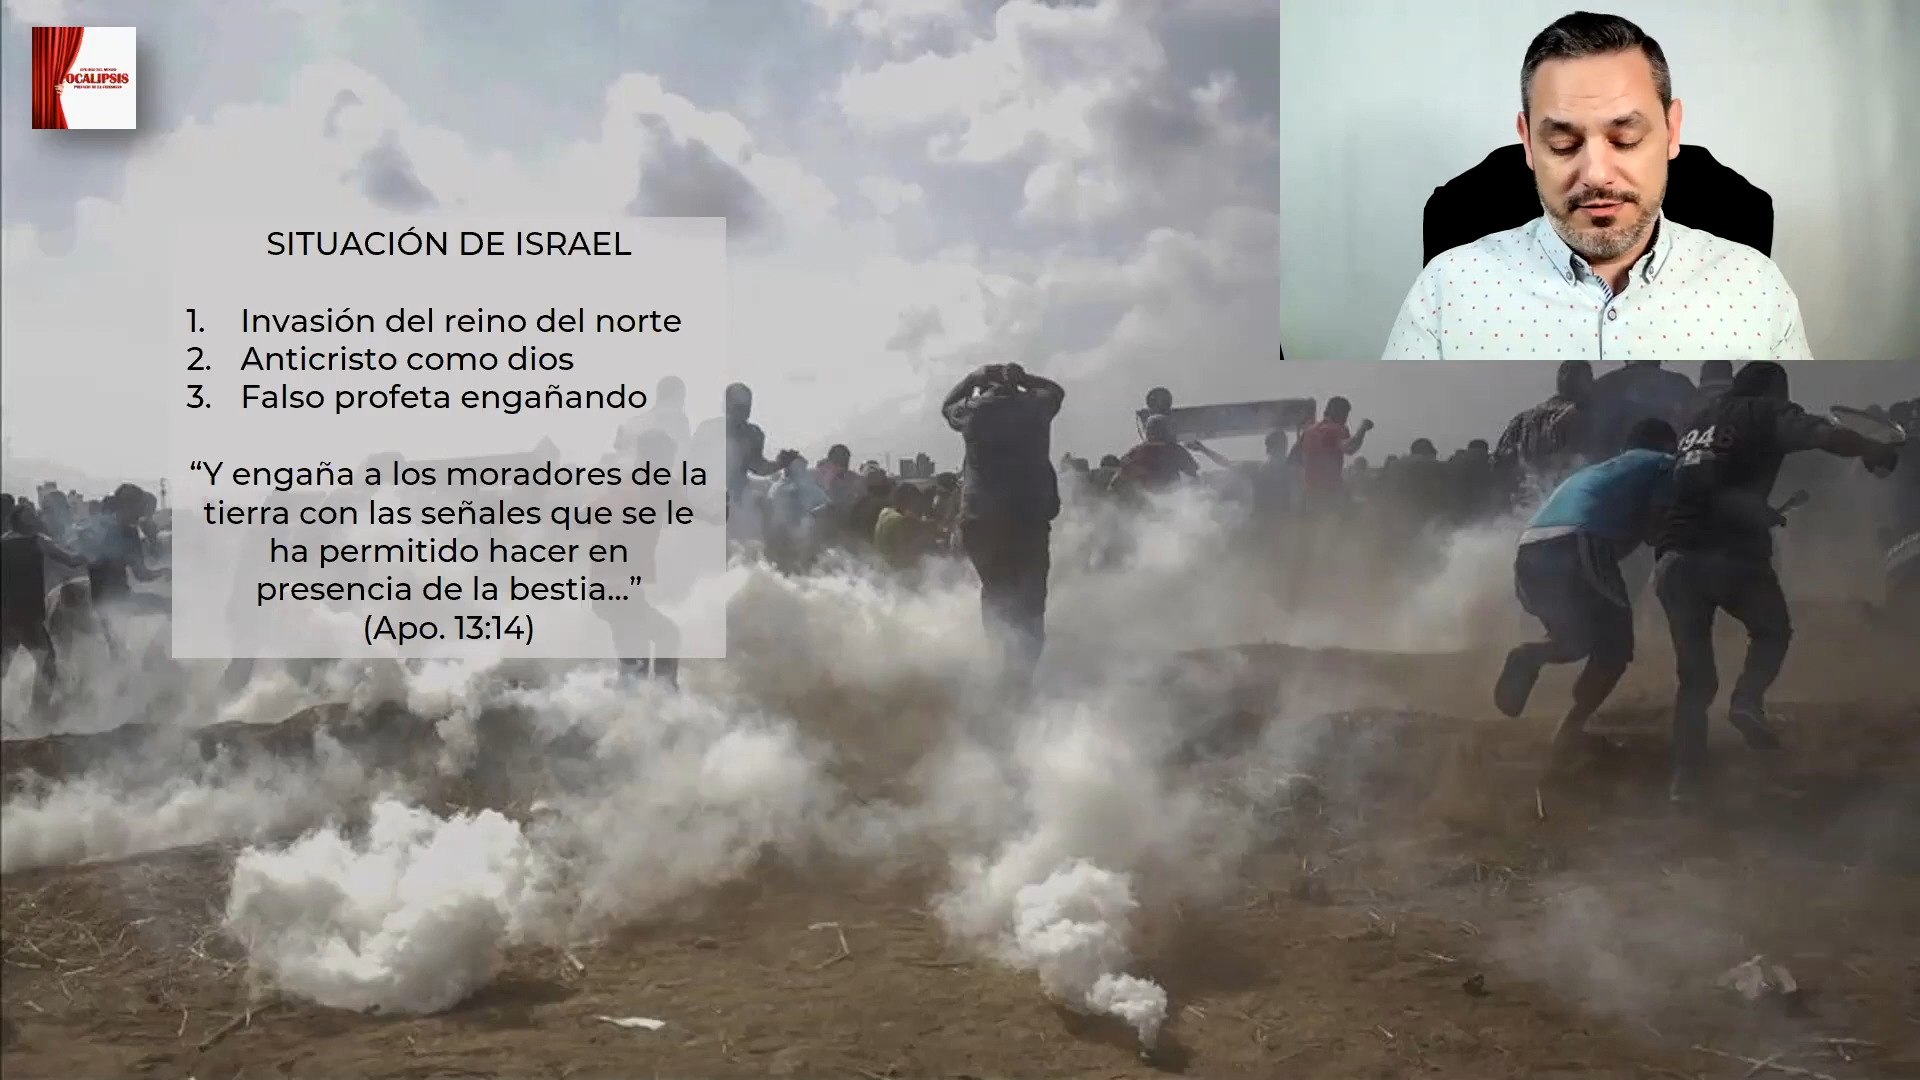 OCALIPSIS
SITUACIÓN DE ISRAEL
1. Invasión del reino del norte
2. Anticristo como dios
3. Falso profeta engañando
“Y engaña a los moradores de la
tierra con las señales que se le
ha permitido hacer en
presencia de la bestia...”
(Apo. 13:14)